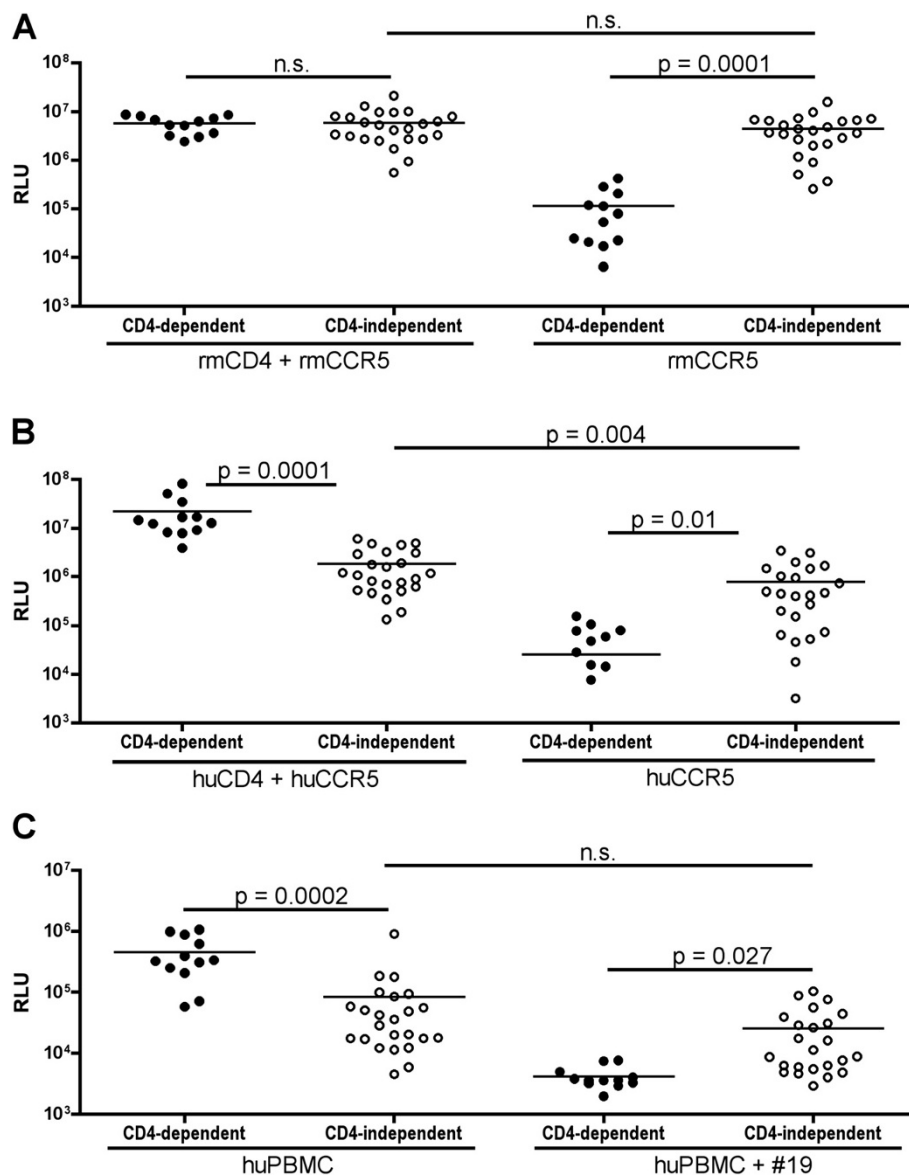 A
n.s.
n.s.
p = 0.0001
10⁸
10⁷
10⁶
10⁵
10⁴
10³
RLU
CD4-dependent CD4-independent CD4-dependent CD4-independent
rmCD4 + rmCCR5 rmCCR5
B
p = 0.004
p = 0.0001
p = 0.01
10⁸
10⁷
10⁶
10⁵
10⁴
10³
RLU
CD4-dependent CD4-independent CD4-dependent CD4-independent
huCD4 + huCCR5 huCCR5
C
n.s.
p = 0.0002
p = 0.027
10⁷
10⁶
10⁵
10⁴
10³
RLU
CD4-dependent CD4-independent CD4-dependent CD4-independent
huPBMC huPBMC + #19